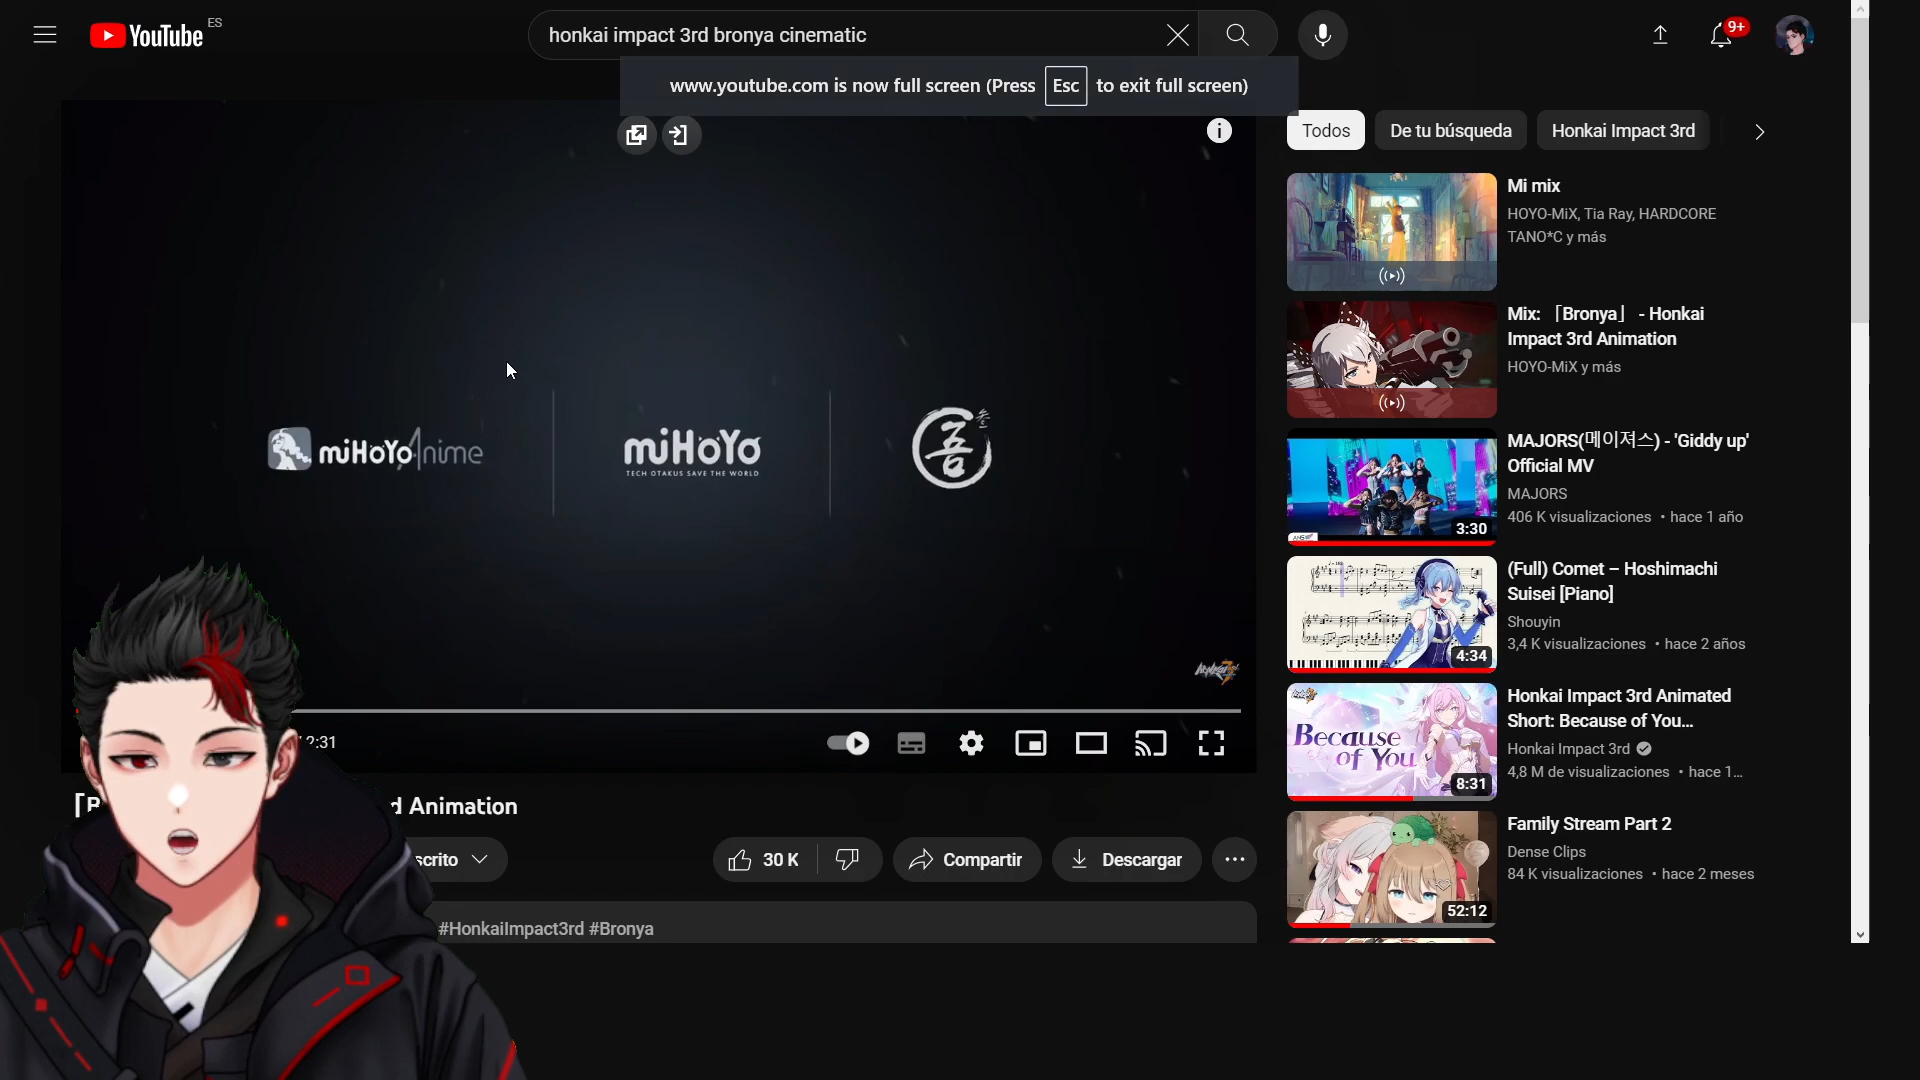 YouTube
ES
honkai impact 3rd bronya cinematic
9+
www.youtube.com is now full screen (Press Esc to exit full screen)
miHoYo Anime
miHoYo
TECH OTAKUS SAVE THE WORLD
吾
叁
HONKAI 3rd
2:31
d Animation
scrito
30 K
Compartir
Descargar
#HonkaiImpact3rd #Bronya
Todos
De tu búsqueda
Honkai Impact 3rd
Mi mix
HOYO-MiX, Tia Ray, HARDCORE
TANO*C y más
Mix: 「Bronya」 - Honkai
Impact 3rd Animation
HOYO-MiX y más
3:30
MAJORS(메이져스) - 'Giddy up'
Official MV
MAJORS
406 K visualizaciones • hace 1 año
4:34
(Full) Comet – Hoshimachi
Suisei [Piano]
Shouyin
3,4 K visualizaciones • hace 2 años
Because
of You
8:31
Honkai Impact 3rd Animated
Short: Because of You...
Honkai Impact 3rd
4,8 M de visualizaciones • hace 1...
52:12
Family Stream Part 2
Dense Clips
84 K visualizaciones • hace 2 meses